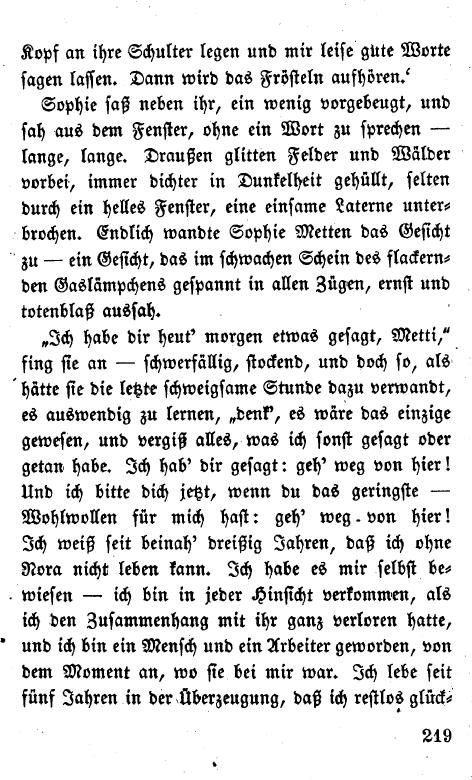 Kopf an ihre Schulter legen und mir leise gute Worte
sagen lassen. Dann wird das Frösteln aufhören.‘
Sophie saß neben ihr, ein wenig vorgebeugt, und
sah aus dem Fenster, ohne ein Wort zu sprechen —
lange, lange. Draußen glitten Felder und Wälder
vorbei, immer dichter in Dunkelheit gehüllt, selten
durch ein helles Fenster, eine einsame Laterne unter-
brochen. Endlich wandte Sophie Metten das Gesicht
zu — ein Gesicht, das im schwachen Schein des flackern-
den Gaslämpchens gespannt in allen Zügen, ernst und
totenblaß aussah.
„Ich habe dir heut’ morgen etwas gesagt, Metti,“
fing sie an — schwerfällig, stockend, und doch so, als
hätte sie die letzte schweigsame Stunde dazu verwandt,
es auswendig zu lernen, „denk’, es wäre das einzige
gewesen, und vergiß alles, was ich sonst gesagt oder
getan habe. Ich hab’ dir gesagt: geh’ weg von hier!
Und ich bitte dich jetzt, wenn du das geringste —
Wohlwollen für mich hast: geh’ weg von hier!
Ich weiß seit beinah’ dreißig Jahren, daß ich ohne
Nora nicht leben kann. Ich habe es mir selbst be-
wiesen — ich bin in jeder Hinsicht verkommen, als
ich den Zusammenhang mit ihr ganz verloren hatte,
und ich bin ein Mensch und ein Arbeiter geworden, von
dem Moment an, wo sie bei mir war. Ich lebe seit
fünf Jahren in der Überzeugung, daß ich restlos glück-
219